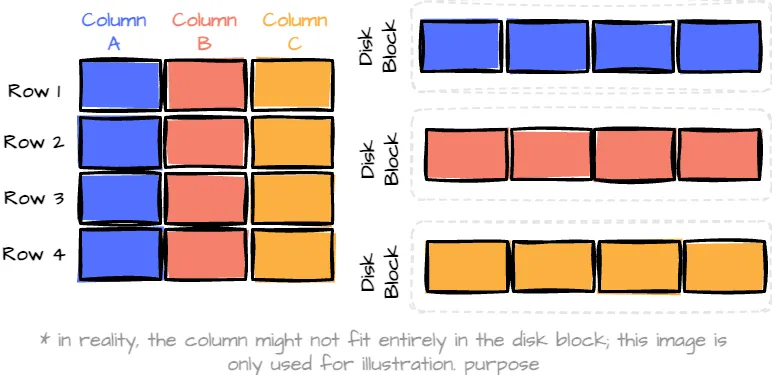 Column A
Column B
Column C
Row 1
Row 2
Row 3
Row 4
Disk Block
Disk Block
Disk Block
* in reality, the column might not fit entirely in the disk block; this image is
only used for illustration. purpose